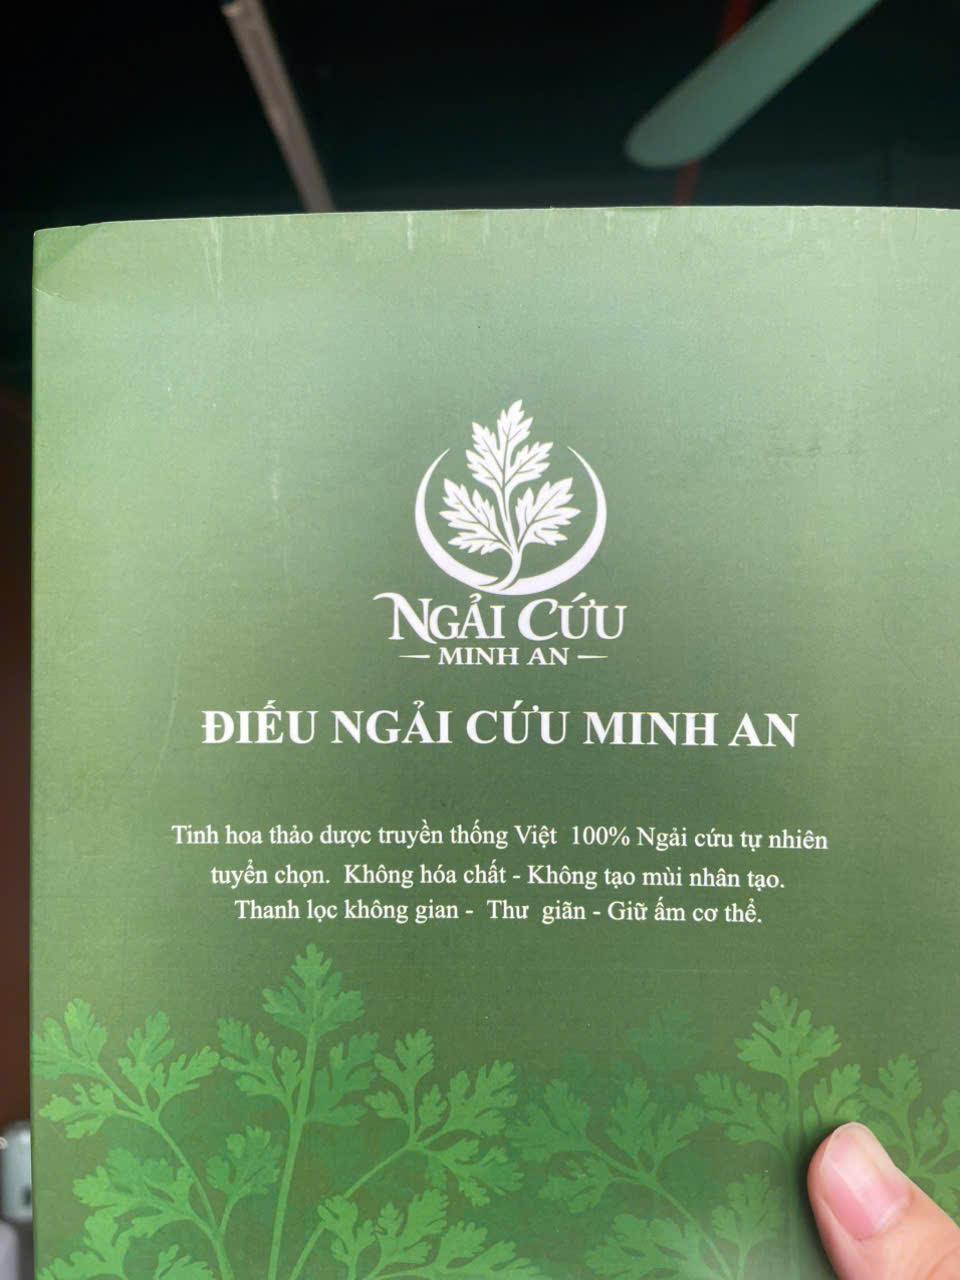 NGẢI CỨU
MINH AN
ĐIẾU NGẢI CỨU MINH AN
Tinh hoa thảo dược truyền thống Việt 100% Ngải cứu tự nhiên
tuyển chọn. Không hóa chất - Không tạo mùi nhân tạo.
Thanh lọc không gian - Thư giãn - Giữ ấm cơ thể.